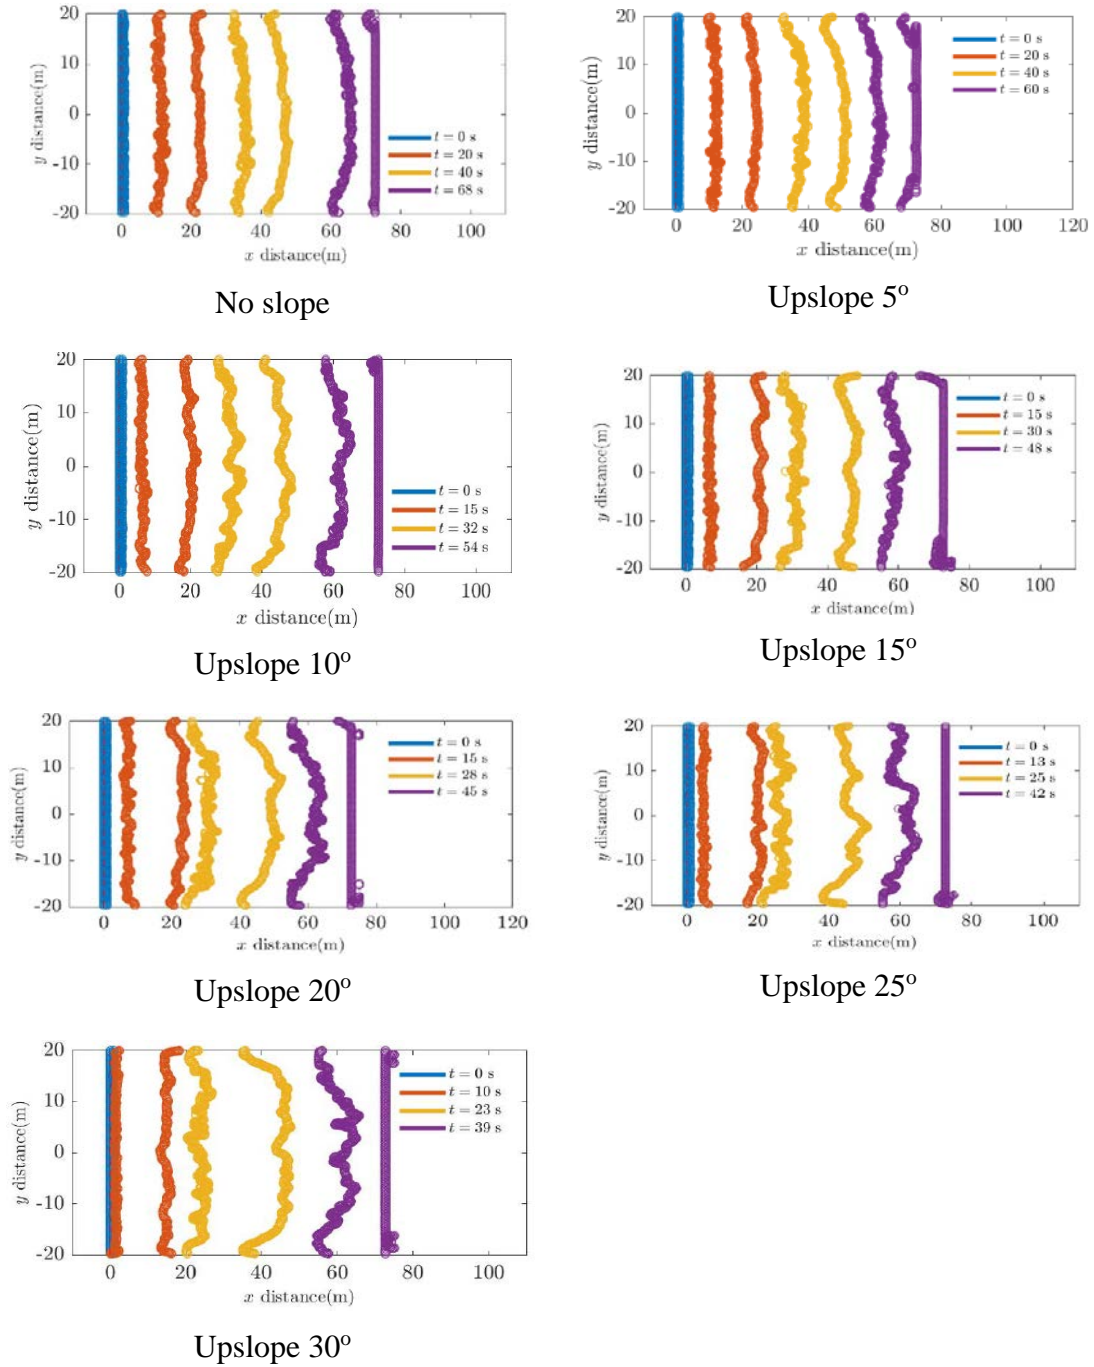 20
10
0
-10
-20
y distance(m)
t = 0 s
t = 20 s
t = 40 s
t = 68 s
0 20 40 60 80 100
x distance(m)
No slope
20
10
0
-10
-20
y distance(m)
t = 0 s
t = 20 s
t = 40 s
t = 60 s
0 20 40 60 80 100 120
x distance(m)
Upslope 5°
20
10
0
-10
-20
y distance(m)
t = 0 s
t = 15 s
t = 32 s
t = 54 s
0 20 40 60 80 100
x distance(m)
Upslope 10°
20
10
0
-10
-20
y distance(m)
t = 0 s
t = 15 s
t = 30 s
t = 48 s
0 20 40 60 80 100
x distance(m)
Upslope 15°
20
10
0
-10
-20
y distance(m)
t = 0 s
t = 15 s
t = 28 s
t = 45 s
0 20 40 60 80 100 120
x distance(m)
Upslope 20°
20
10
0
-10
-20
y distance(m)
t = 0 s
t = 13 s
t = 25 s
t = 42 s
0 20 40 60 80 100
x distance(m)
Upslope 25°
20
10
0
-10
-20
y distance(m)
t = 0 s
t = 10 s
t = 23 s
t = 39 s
0 20 40 60 80 100
x distance(m)
Upslope 30°